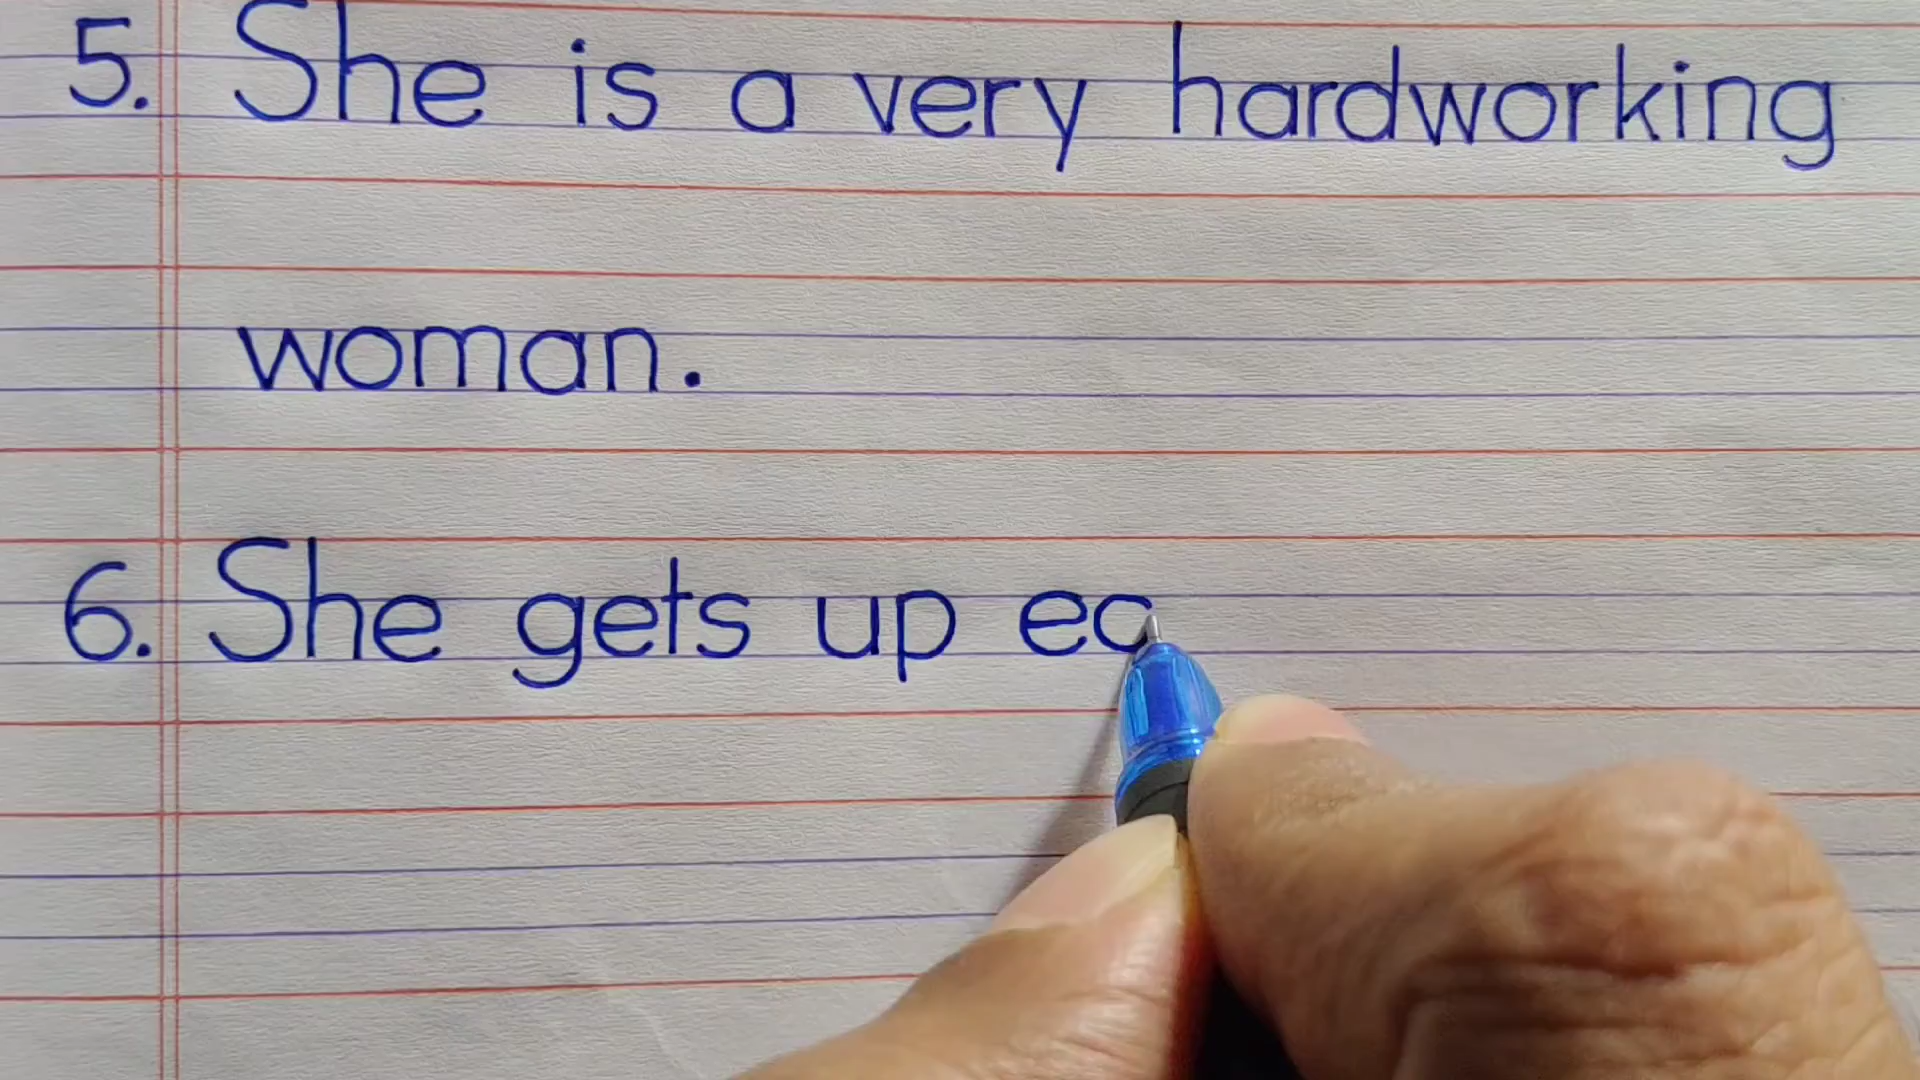 5. She is a very hardworking
woman.
6. She gets up